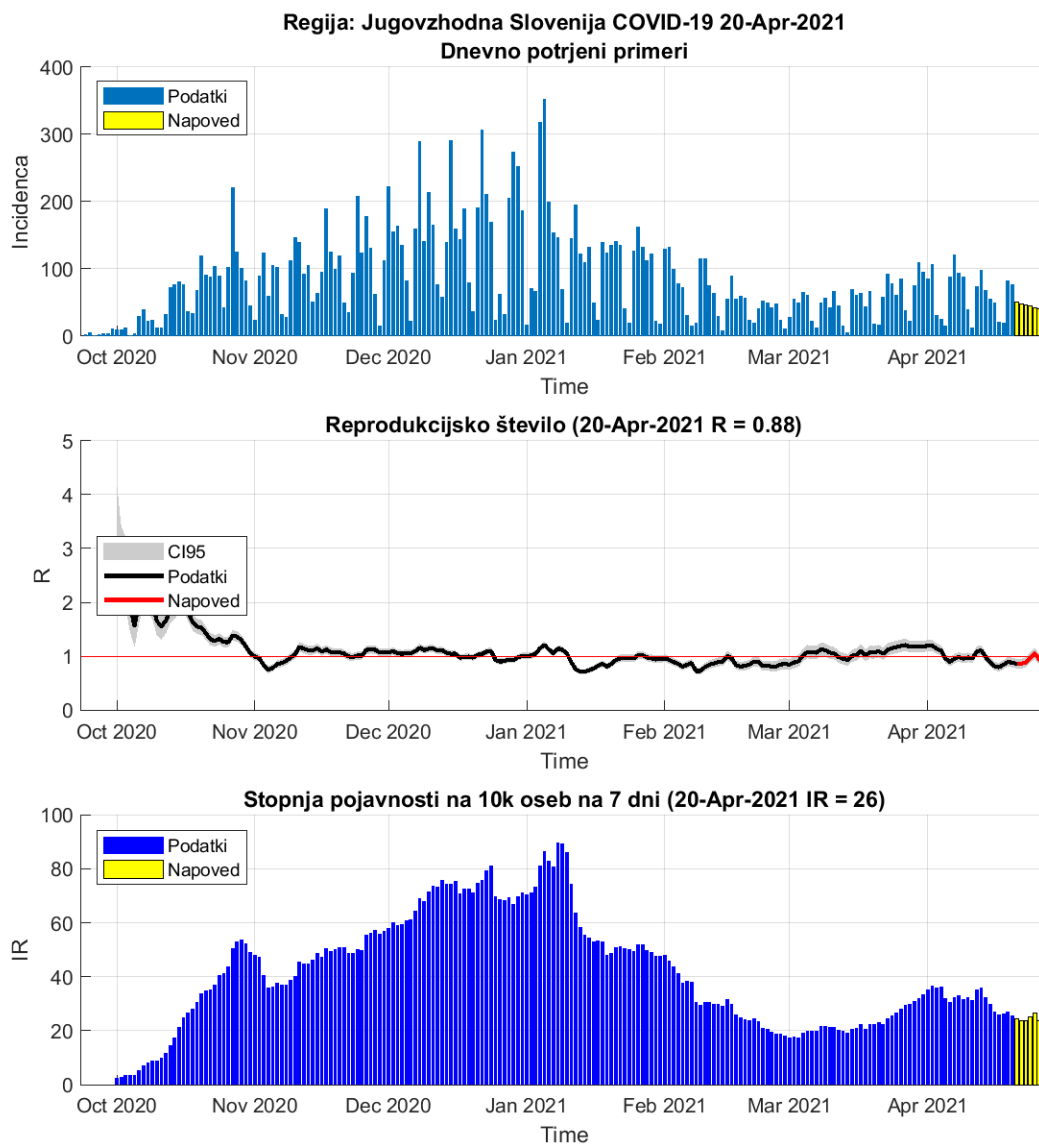 Regija: Jugovzhodna Slovenija COVID-19 20-Apr-2021
Dnevno potrjeni primeri
400
300
200
100
0
Incidenca
Podatki
Napoved
Oct 2020 Nov 2020 Dec 2020 Jan 2021 Feb 2021 Mar 2021 Apr 2021
Time
Reprodukcijsko število (20-Apr-2021 R = 0.88)
5
4
3
2
1
0
R
CI95
Podatki
Napoved
Oct 2020 Nov 2020 Dec 2020 Jan 2021 Feb 2021 Mar 2021 Apr 2021
Time
Stopnja pojavnosti na 10k oseb na 7 dni (20-Apr-2021 IR = 26)
100
80
60
40
20
0
IR
Podatki
Napoved
Oct 2020 Nov 2020 Dec 2020 Jan 2021 Feb 2021 Mar 2021 Apr 2021
Time